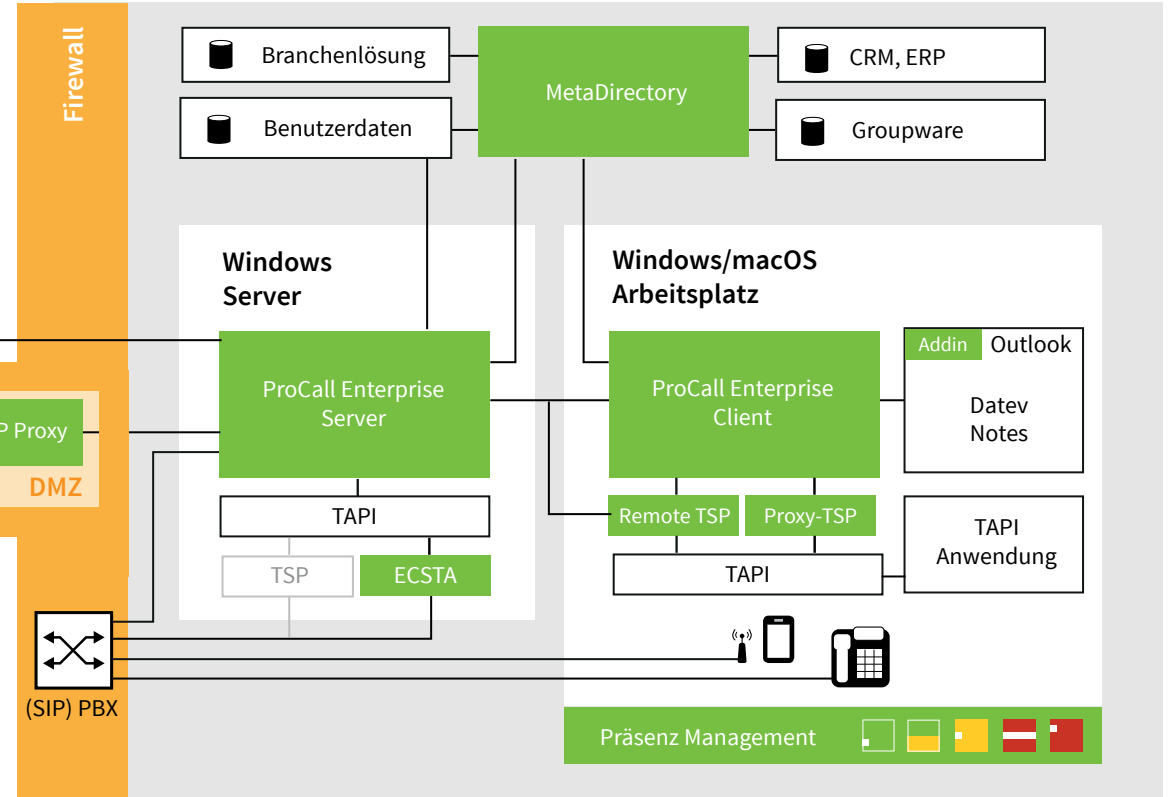 Firewall
Branchenlösung
MetaDirectory
CRM, ERP
Benutzerdaten
Groupware
Windows
Server
Windows/macOS
Arbeitsplatz
ProCall Enterprise
Server
ProCall Enterprise
Client
Addin
Outlook
Datev
Notes
P Proxy
DMZ
TAPI
Remote TSP
Proxy-TSP
TAPI
Anwendung
TSP
ECSTA
TAPI
(SIP) PBX
Präsenz Management